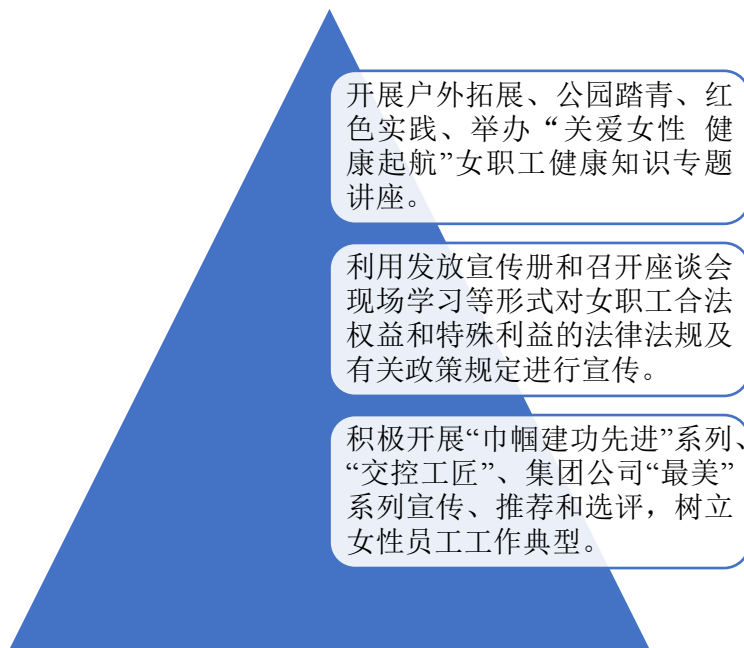 开展户外拓展、公园踏青、红
色实践、举办“关爱女性 健
康起航”女职工健康知识专题
讲座。
利用发放宣传册和召开座谈会
现场学习等形式对女职工合法
权益和特殊利益的法律法规及
有关政策规定进行宣传。
积极开展“巾帼建功先进”系列、
“交控工匠”、集团公司“最美”
系列宣传、推荐和选评，树立
女性员工工作典型。